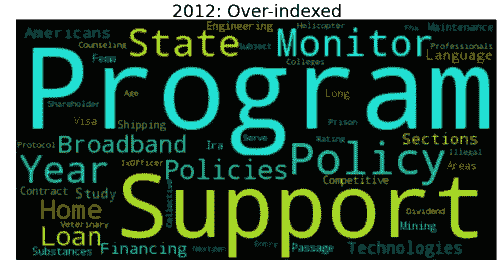 2012: Over-indexed
Americans Engineering Helicopter Maintenance
Counseling State Monitor Subject Professionals
Colleges Language
Program
Shareholder Age Long Prison
Visa Shipping Serve Rating Sections
Protocol Broadband Ira Illegal
Year Policies Policy Areas
Contract Study Competitive
Home Support Dividend
Veterinary Mining
Loan Entry
Substances Financing Passage Technologies